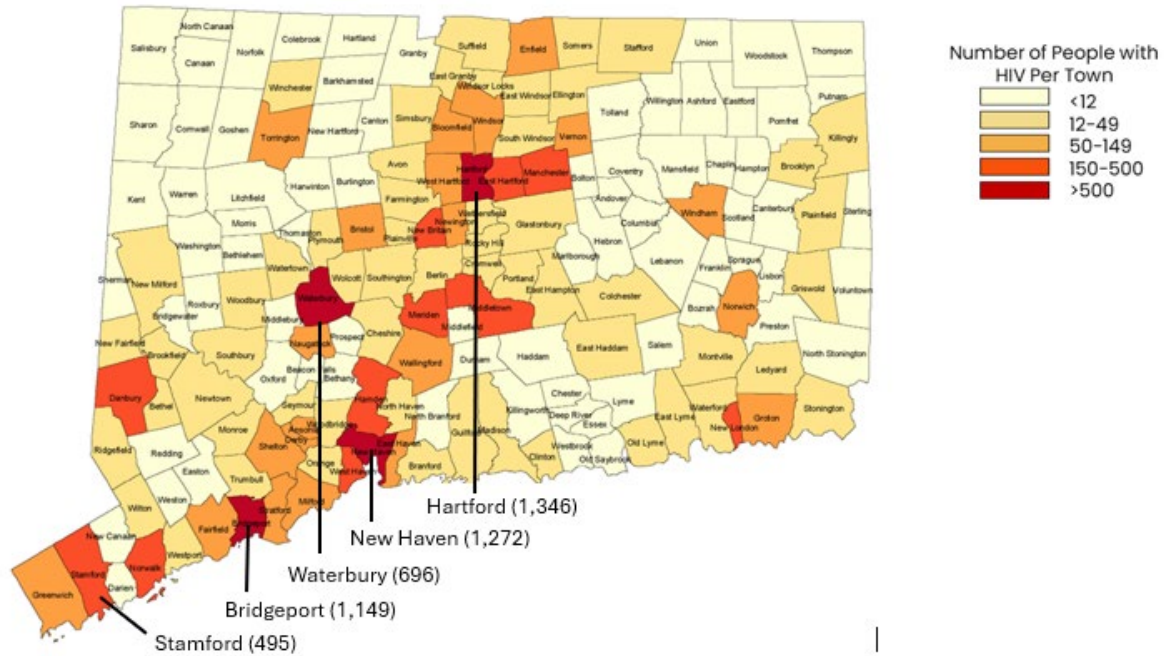 Number of People with
HIV Per Town
<12
12–49
50-149
150-500
>500
Salisbury
North Canaan
Canaan
Norfolk
Colebrook
Hartland
Granby
Suffield
Enfield
Somers
Stafford
Union
Woodstock
Thompson
Winchester
Barkhamsted
East Granby
Windsor Locks
East Windsor
Ellington
Tolland
Willington
Ashford
Eastford
Putnam
Pomfret
Killingly
Sharon
Cornwall
Goshen
Torrington
New Hartford
Canton
Simsbury
Bloomfield
Windsor
South Windsor
Vernon
Avon
West Hartford
Hartford
East Hartford
Manchester
Bolton
Coventry
Mansfield
Chaplin
Hampton
Brooklyn
Kent
Warren
Litchfield
Harwinton
Burlington
Farmington
Wethersfield
Newington
New Britain
Glastonbury
Andover
Columbia
Windham
Scotland
Canterbury
Plainfield
Sterling
Morris
Washington
Bethlehem
Thomaston
Plymouth
Bristol
Plainville
Rocky Hill
Cromwell
Berlin
Marlborough
Hebron
Lebanon
Franklin
Sprague
Lisbon
Sherman
New Milford
Roxbury
Bridgewater
Woodbury
Watertown
Waterbury
Wolcott
Southington
Portland
East Hampton
Colchester
Bozrah
Norwich
Griswold
Voluntown
Preston
Middlebury
Naugatuck
Prospect
Cheshire
Meriden
Middletown
Middlefield
Wallingford
Durham
Haddam
East Haddam
Salem
Montville
Ledyard
North Stonington
New Fairfield
Brookfield
Southbury
Oxford
Beacon Falls
Bethany
Danbury
Bethel
Newtown
Seymour
Hamden
North Haven
North Branford
Killingworth
Chester
Deep River
Essex
Lyme
East Lyme
Waterford
New London
Groton
Stonington
Woodbridge
Ansonia
Derby
Shelton
Monroe
Ridgefield
Redding
Easton
Trumbull
Orange
New Haven
East Haven
West Haven
Branford
Guilford
Madison
Clinton
Westbrook
Old Saybrook
Old Lyme
Wilton
Weston
Fairfield
Bridgeport
Stratford
Milford
New Canaan
Westport
Norwalk
Darien
Stamford
Greenwich
Hartford (1,346)
New Haven (1,272)
Waterbury (696)
Bridgeport (1,149)
Stamford (495)